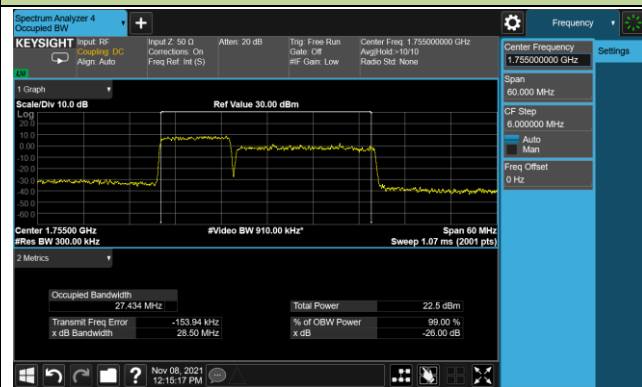 Spectrum Analyzer 4
Occupied BW
Frequency
KEYSIGHT
Input: RF
Coupling: DC
Align: Auto
Input Z: 50 Ω
Corrections: On
Freq Ref: Int (S)
Atten: 20 dB
Trig: Free Run
Gate: Off
#IF Gain: Low
Center Freq: 1.755000000 GHz
Avg|Hold:>10/10
Radio Std: None
LXI
Center Frequency
1.755000000 GHz
Settings
Span
60.000 MHz
CF Step
6.000000 MHz
Auto
Man
Freq Offset
0 Hz
1 Graph
Scale/Div 10.0 dB
Ref Value 30.00 dBm
Log
20.0
10.0
0.00
-10.0
-20.0
-30.0
-40.0
-50.0
-60.0
Center 1.75500 GHz
#Video BW 910.00 kHz*
Span 60 MHz
#Res BW 300.00 kHz
Sweep 1.07 ms (2001 pts)
2 Metrics
Occupied Bandwidth
27.434 MHz
Total Power
22.5 dBm
Transmit Freq Error
-153.94 kHz
% of OBW Power
99.00 %
x dB Bandwidth
28.50 MHz
x dB
-26.00 dB
?
Nov 08, 2021
12:15:17 PM